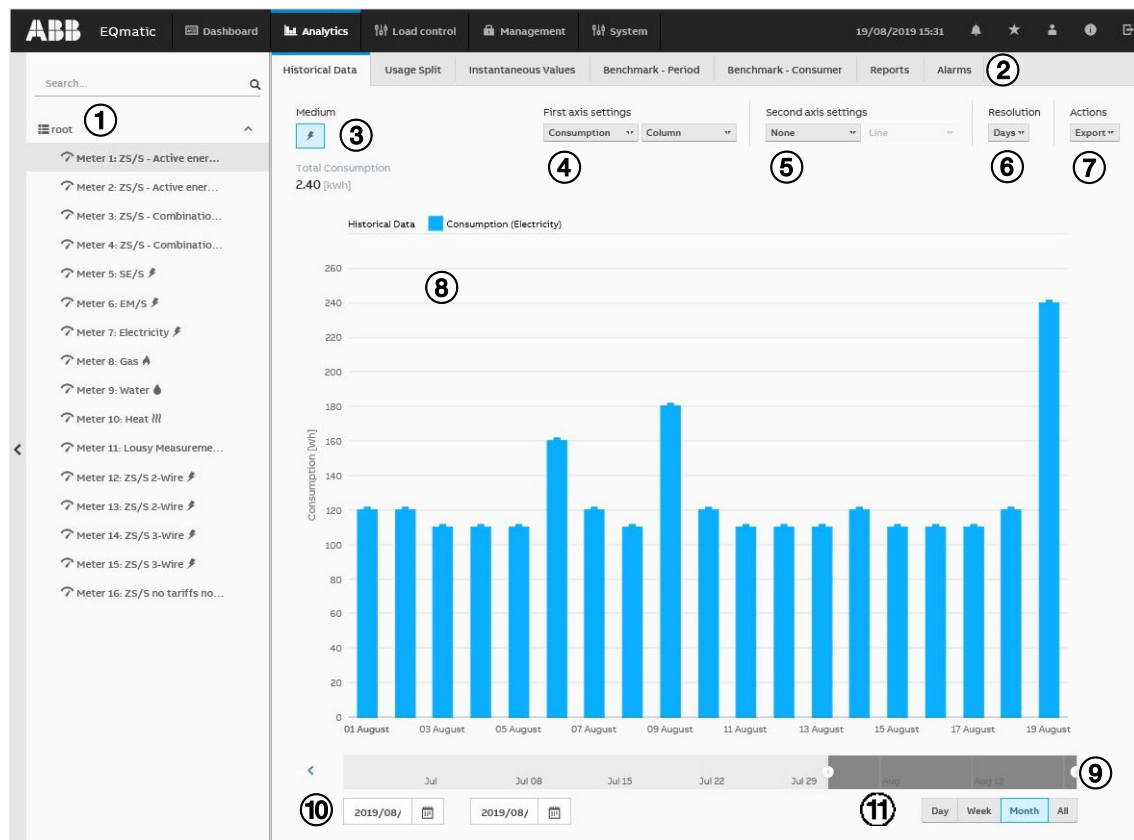 ABB EQmatic Dashboard Analytics Load control Management System 19/08/2019 15:31
Search...
1
root
Meter 1: ZS/S - Active ener...
Meter 2: ZS/S - Active ener...
Meter 3: ZS/S - Combinatio...
Meter 4: ZS/S - Combinatio...
Meter 5: SE/S
Meter 6: EM/S
Meter 7: Electricity
Meter 8: Gas
Meter 9: Water
Meter 10: Heat
Meter 11: Lousy Measureme...
Meter 12: ZS/S 2-Wire
Meter 13: ZS/S 2-Wire
Meter 14: ZS/S 3-Wire
Meter 15: ZS/S 3-Wire
Meter 16: ZS/S no tariffs no...
Historical Data Usage Split Instantaneous Values Benchmark - Period Benchmark - Consumer Reports Alarms 2
Medium First axis settings Second axis settings Resolution Actions
3 Consumption Column None Line Days Export
4 5 6 7
Total Consumption
2.40 [kWh]
Historical Data Consumption (Electricity)
8
Consumption [Wh]
260
240
220
200
180
160
140
120
100
80
60
40
20
0
01 August 03 August 05 August 07 August 09 August 11 August 13 August 15 August 17 August 19 August
Jul Jul 08 Jul 15 Jul 22 Jul 29 Aug Aug 12 9
10 2019/08/ 2019/08/ 11 Day Week Month All